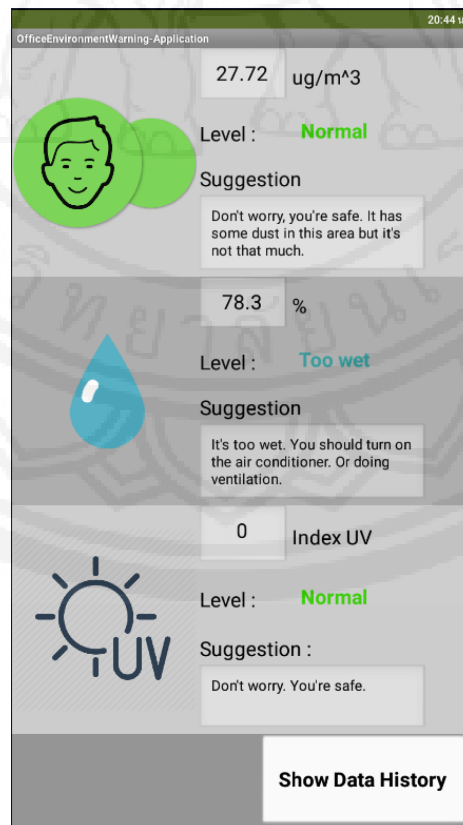 20:44 u
OfficeEnvironmentWarning-Application
27.72 ug/m^3
Level : Normal
Suggestion
Don't worry, you're safe. It has
some dust in this area but it's
not that much.
78.3 %
Level : Too wet
Suggestion
It's too wet. You should turn on
the air conditioner. Or doing
ventilation.
0 Index UV
UV
Level : Normal
Suggestion :
Don't worry. You're safe.
Show Data History